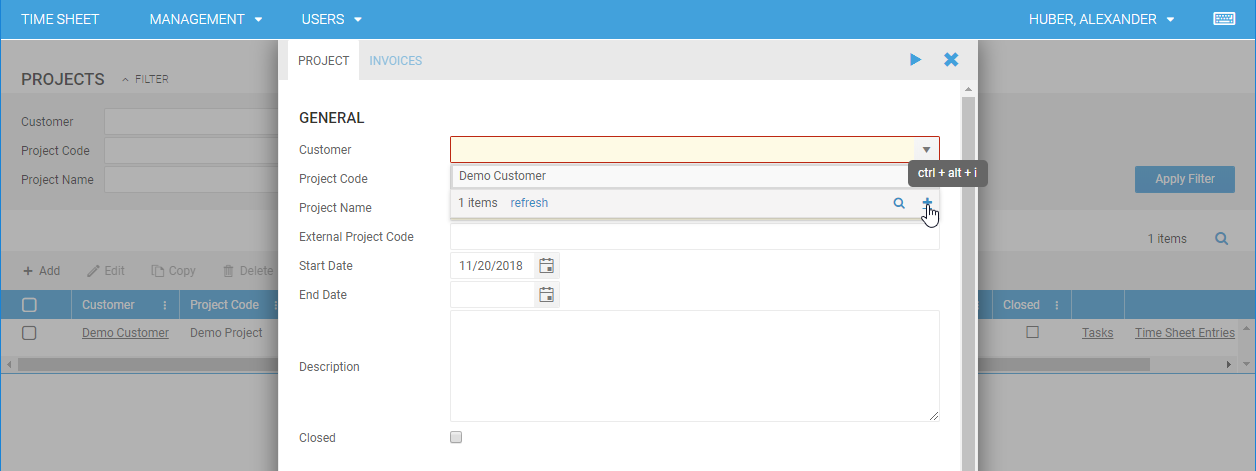 TIME SHEET MANAGEMENT USERS HUBER, ALEXANDER
PROJECT INVOICES
PROJECTS FILTER
GENERAL
Customer
Customer
Project Code
Project Code
Demo Customer
ctrl + alt + i
Project Name
Apply Filter
Project Name
1 items refresh
External Project Code
1 items
Start Date 11/20/2018
+ Add Edit Copy Delete
End Date
Customer Project Code Closed
Demo Customer Demo Project Tasks Time Sheet Entries
Description
Closed